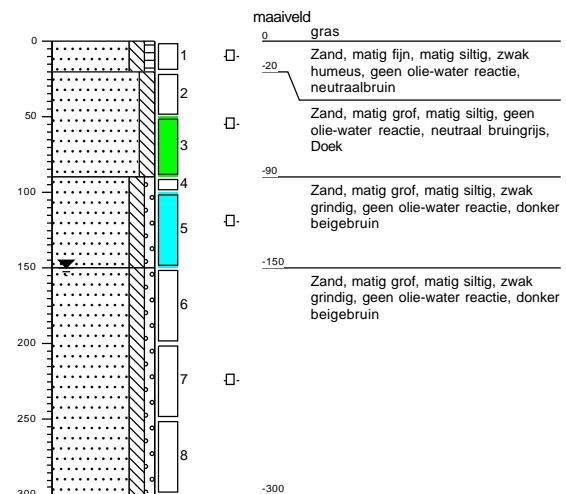 maaiveld
0
gras
Zand, matig fijn, matig siltig, zwak
humeus, geen olie-water reactie,
neutraalbruin
-20
Zand, matig grof, matig siltig, geen
olie-water reactie, neutraal bruingrijs,
Doek
-90
Zand, matig grof, matig siltig, zwak
grindig, geen olie-water reactie, donker
beigebruin
-150
Zand, matig grof, matig siltig, zwak
grindig, geen olie-water reactie, donker
beigebruin
-300
0
50
100
150
200
250
300
1
2
3
4
5
6
7
8